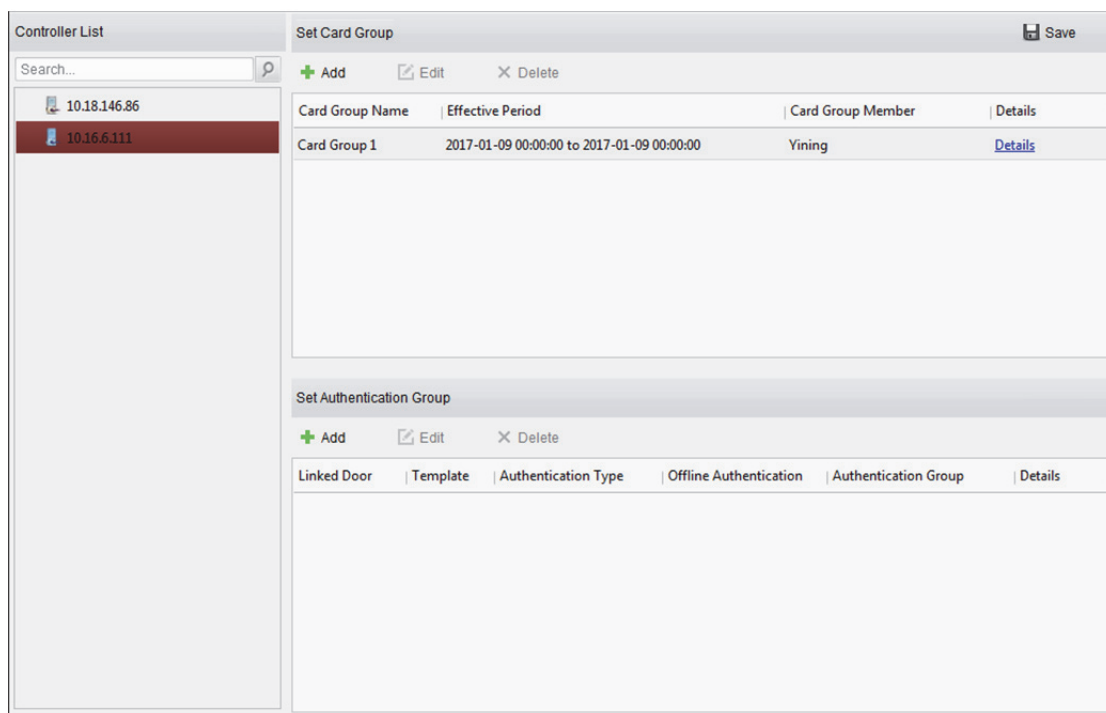 Controller List
Search...
10.18.146.86
10.16.6.111
Set Card Group
Save
Add Edit Delete
Card Group Name Effective Period Card Group Member Details
Card Group 1 2017-01-09 00:00:00 to 2017-01-09 00:00:00 Yining Details
Set Authentication Group
Add Edit Delete
Linked Door Template Authentication Type Offline Authentication Authentication Group Details